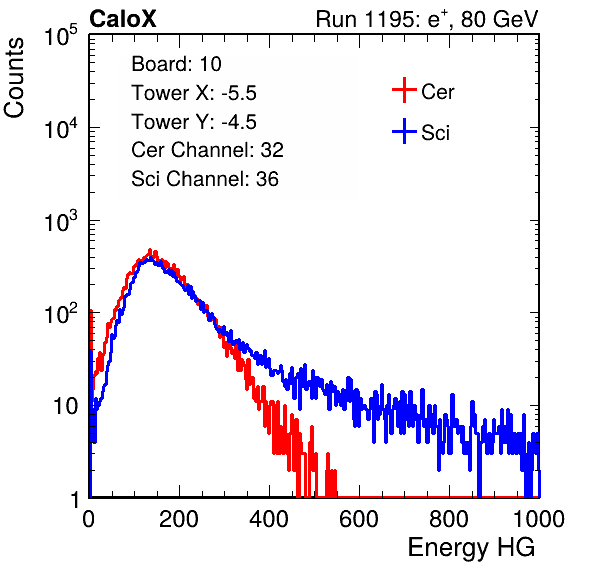 CaloX Run 1195: e⁺, 80 GeV
Counts
Board: 10
Tower X: -5.5
Tower Y: -4.5
Cer Channel: 32
Sci Channel: 36
Cer
Sci
10⁵
10⁴
10³
10²
10
1
0 200 400 600 800 1000
Energy HG